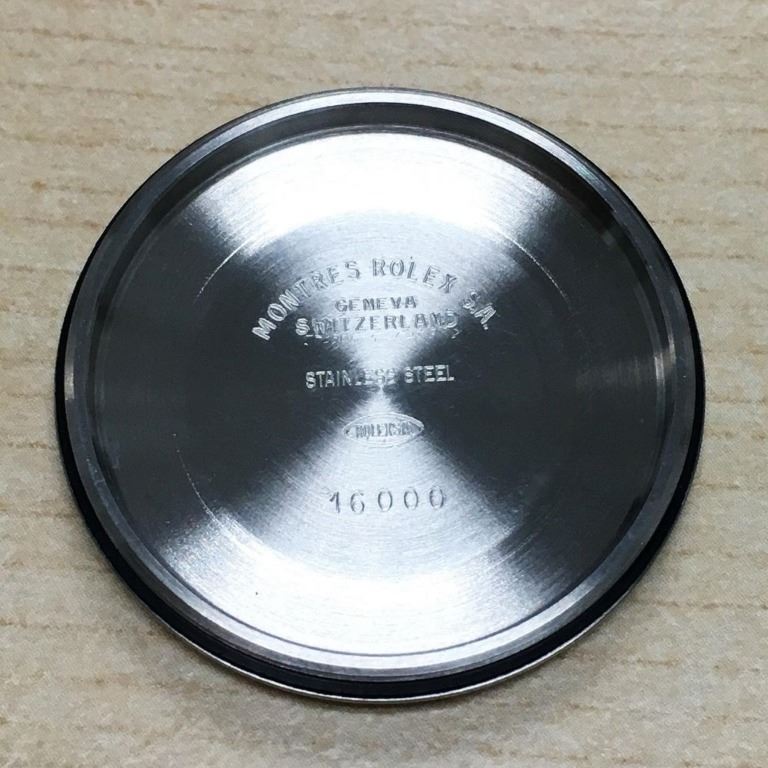 MONTRES ROLEX S.A.
GENEVA
SWITZERLAND
STAINLESS STEEL
ROLEX SA
16000